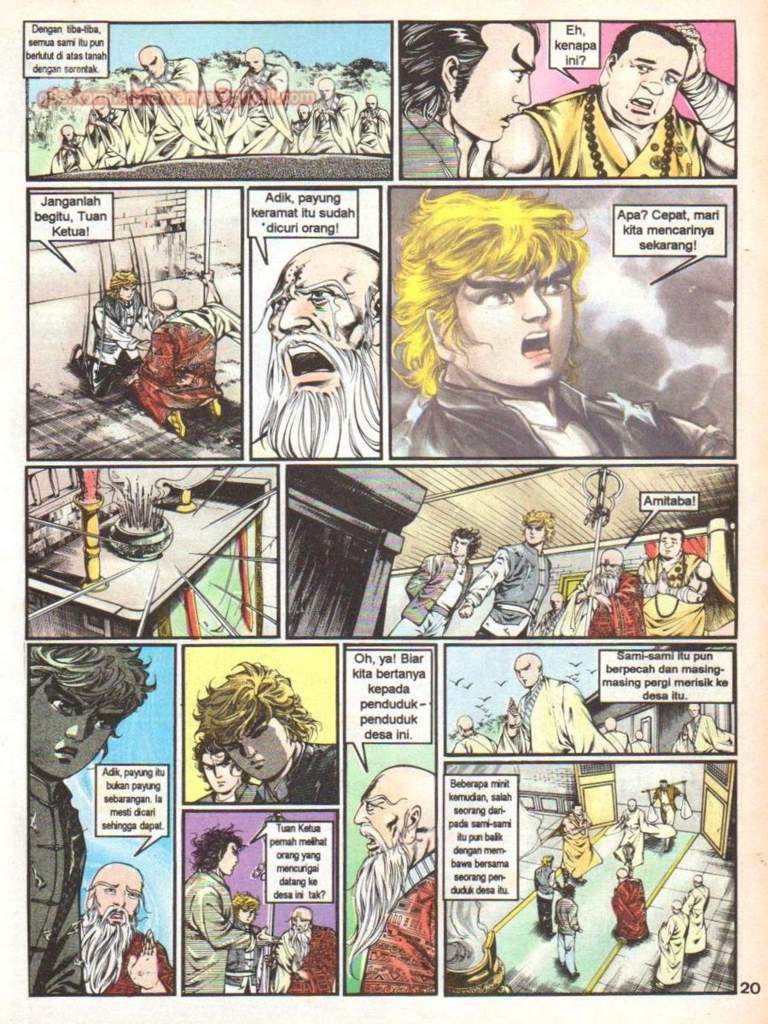 Dengan tiba-tiba,
semua sami itu pun
berlutut di atas tanah
dengan serentak.
Eh,
kenapa
ini?
Janganlah
begitu, Tuan
Ketua!
Adik, payung
keramat itu sudah
dicuri orang!
Apa? Cepat, mari
kita mencarinya
sekarang!
Amitaba!
Adik, payung itu
bukan payung
sebarangan. Ia
mesti dicari
sehingga dapat.
Tuan Ketua
pernah melihat
orang yang
mencurigai
datang ke
desa ini tak?
Oh, ya! Biar
kita bertanya
kepada
penduduk-
penduduk
desa ini.
Sami-sami itu pun
berpecah dan masing-
masing pergi merisik ke
desa itu.
Beberapa minit
kemudian, salah
seorang dari-
pada sami-sami
itu pun balik
dengan mem-
bawa bersama
seorang pen-
duduk desa itu.
20